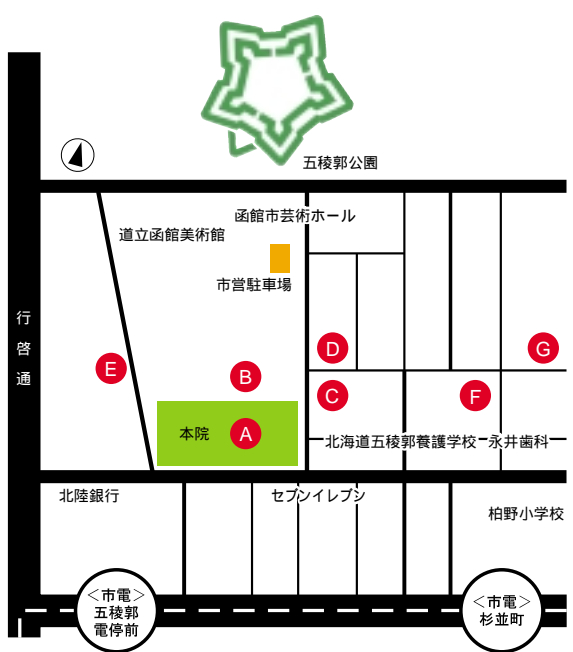 五稜郭公園
函館市芸術ホール
道立函館美術館
市営駐車場
行啓通
D
G
E
B
C
F
本院
A
北海道五稜郭養護学校
永井歯科
北陸銀行
セブンイレブン
柏野小学校
＜市電＞
五稜郭
電停前
＜市電＞
杉並町